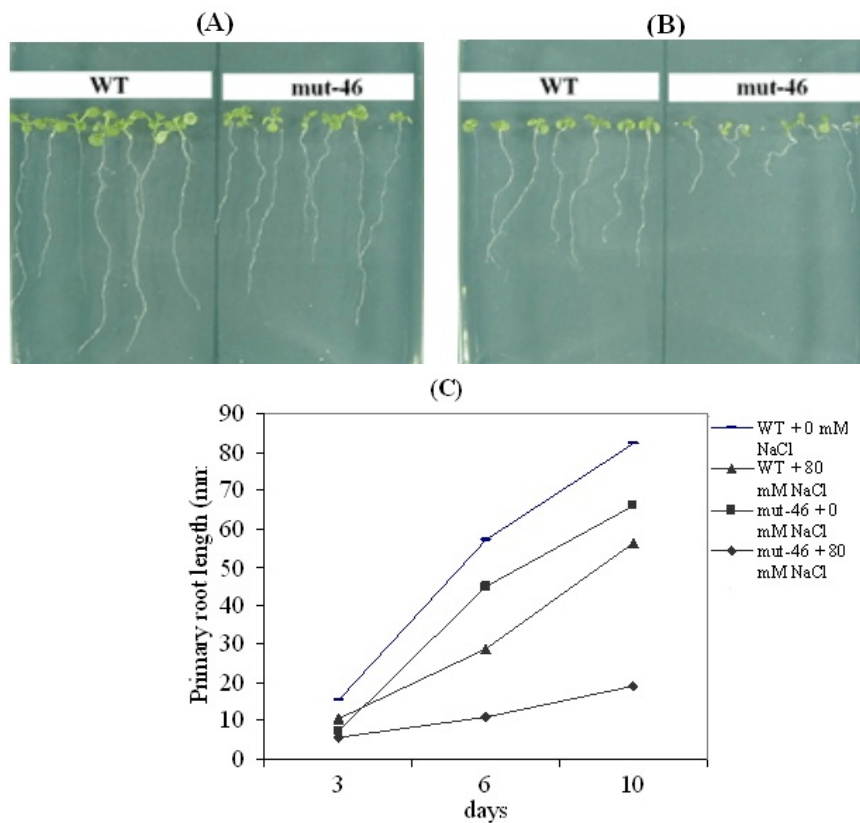 (A)
(B)
WT
mut-46
WT
mut-46
(C)
90
80
70
60
50
40
30
20
10
0
Primary root length (mm
3
6
10
days
WT + 0 mM
NaCl
WT + 80
mM NaCl
mut-46 + 0
mM NaCl
mut-46 + 80
mM NaCl